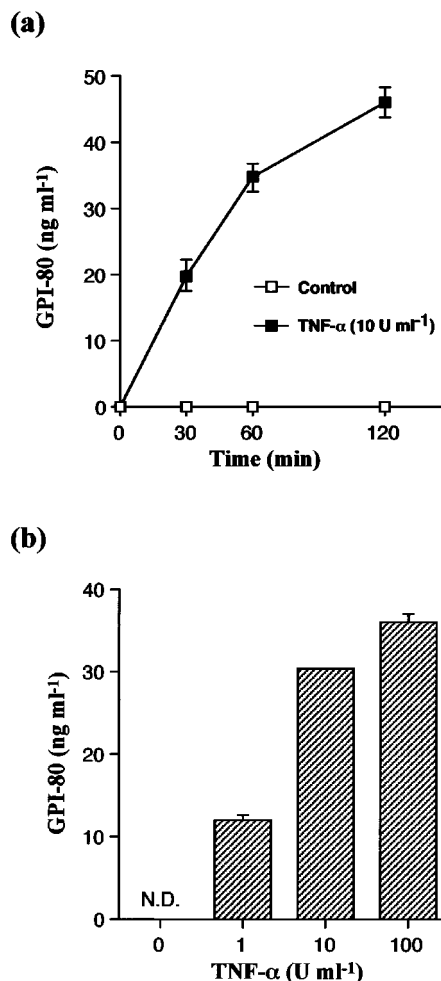 (a)
50
40
30
20
10
0
GPI-80 (ng ml⁻¹)
Control
TNF-α (10 U ml⁻¹)
0 30 60 120
Time (min)
(b)
40
30
20
10
0
GPI-80 (ng ml⁻¹)
N.D.
0 1 10 100
TNF-α (U ml⁻¹)